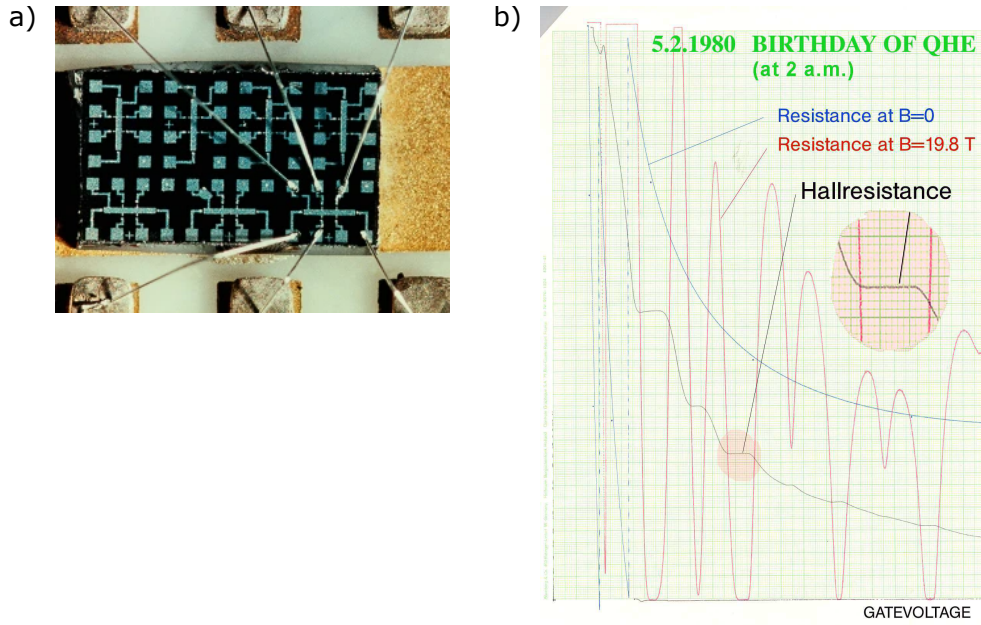 a)
b)
5.2.1980 BIRTHDAY OF QHE
(at 2 a.m.)
Resistance at B=0
Resistance at B=19.8 T
Hallresistance
GATEVOLTAGE